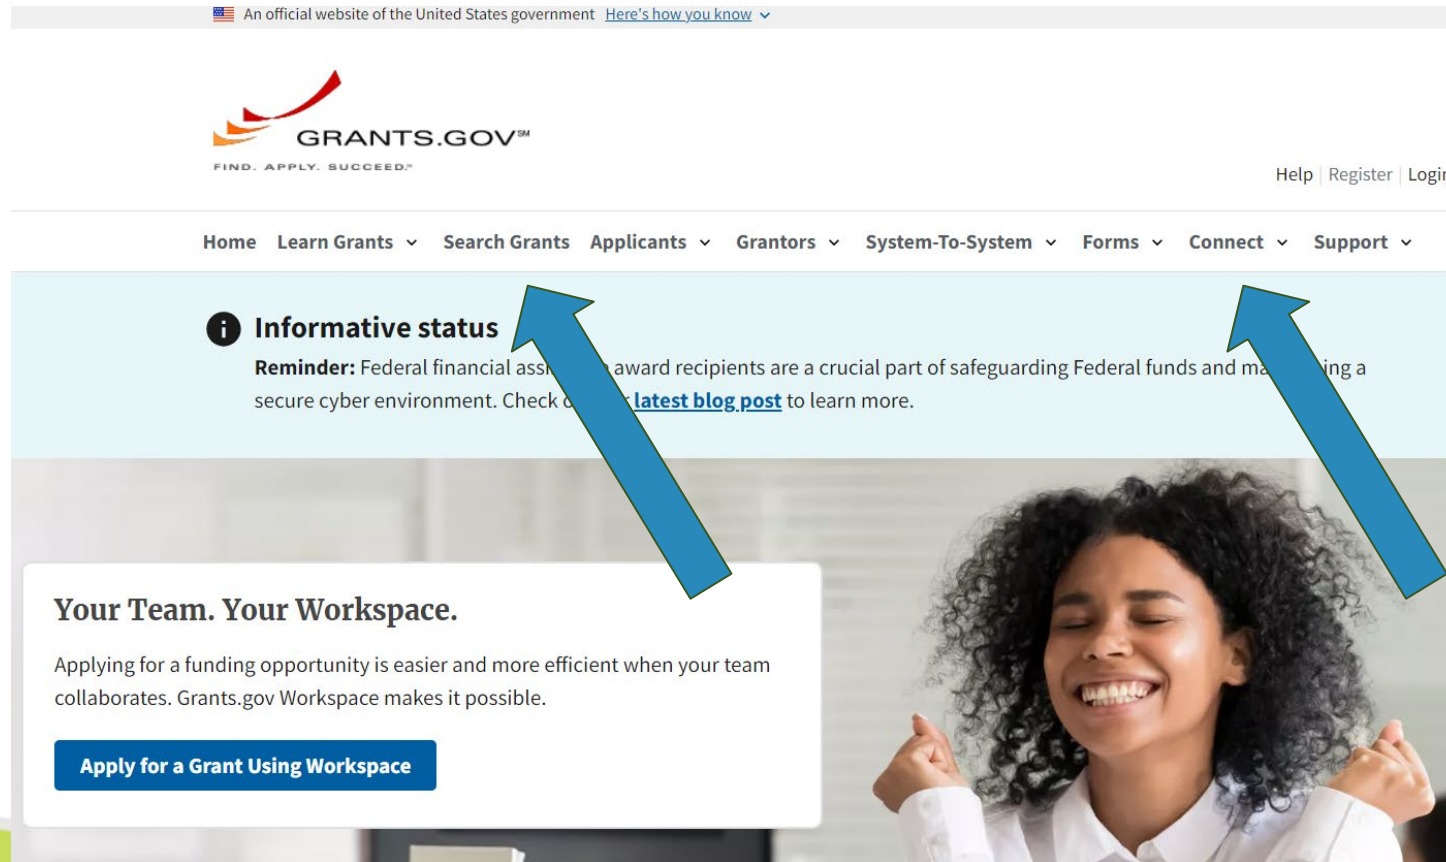 An official website of the United States government Here's how you know
GRANTS.GOV℠
FIND. APPLY. SUCCEED.℠
Help | Register | Login
Home Learn Grants Search Grants Applicants Grantors System-To-System Forms Connect Support
Informative status
Reminder: Federal financial award recipients are a crucial part of safeguarding Federal funds and a
secure cyber environment. Check latest blog post to learn more.
Your Team. Your Workspace.
Applying for a funding opportunity is easier and more efficient when your team
collaborates. Grants.gov Workspace makes it possible.
Apply for a Grant Using Workspace